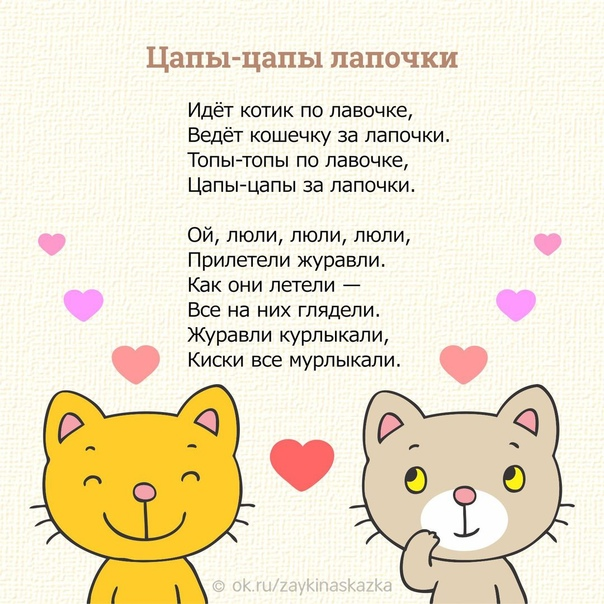 Цапы-цапы лапочки
Идёт котик по лавочке,
Ведёт кошечку за лапочки.
Топы-топы по лавочке,
Цапы-цапы за лапочки.
Ой, люли, люли, люли,
Прилетели журавли.
Как они летели —
Все на них глядели.
Журавли курлыкали,
Киски все мурлыкали.
© ok.ru/zaykinaskazka